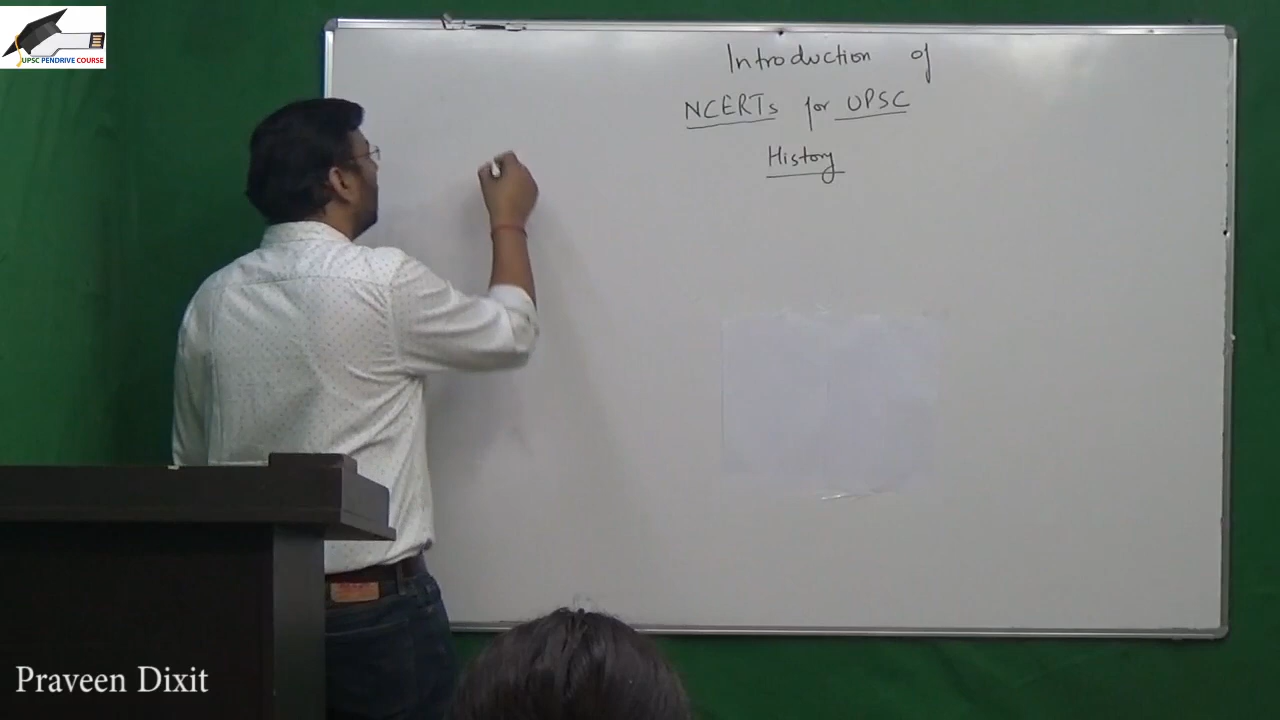 UPSC PENDRIVE COURSE
Introduction of
NCERTs for UPSC
History
Praveen Dixit